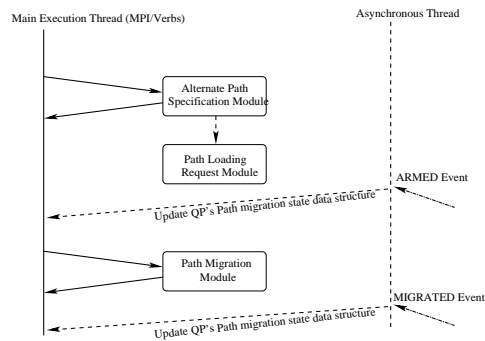 Main Execution Thread (MPI/Verbs)
Asynchronous Thread
Alternate Path
Specification Module
Path Loading
Request Module
ARMED Event
Update QP's Path migration state data structure
Path Migration
Module
MIGRATED Event
Update QP's Path migration state data structure